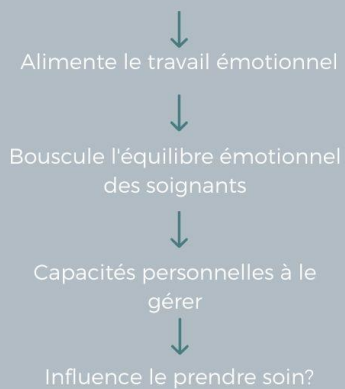 Alimente le travail émotionnel
Bouscule l'équilibre émotionnel
des soignants
Capacités personnelles à le
gérer
Influence le prendre soin?